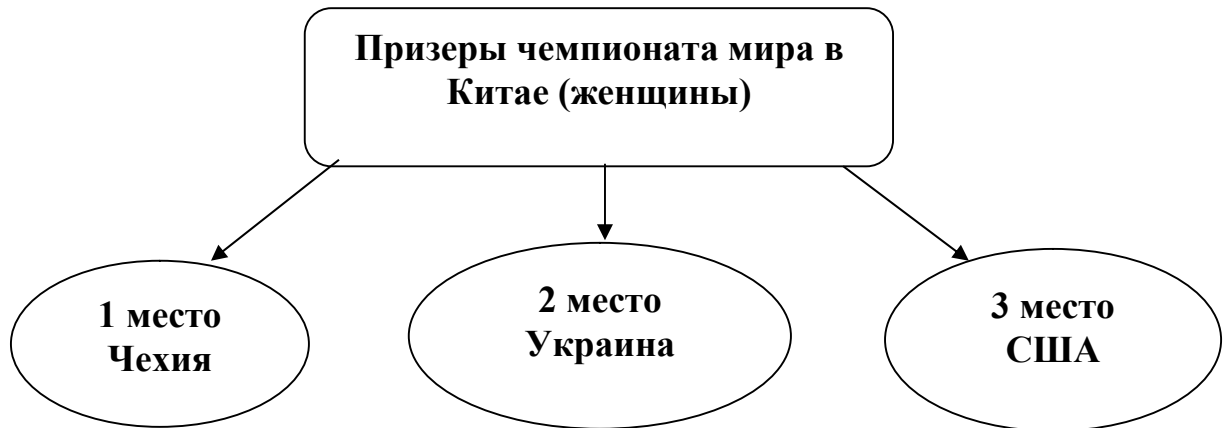 Призеры чемпионата мира в
Китае (женщины)
1 место
Чехия
2 место
Украина
3 место
США